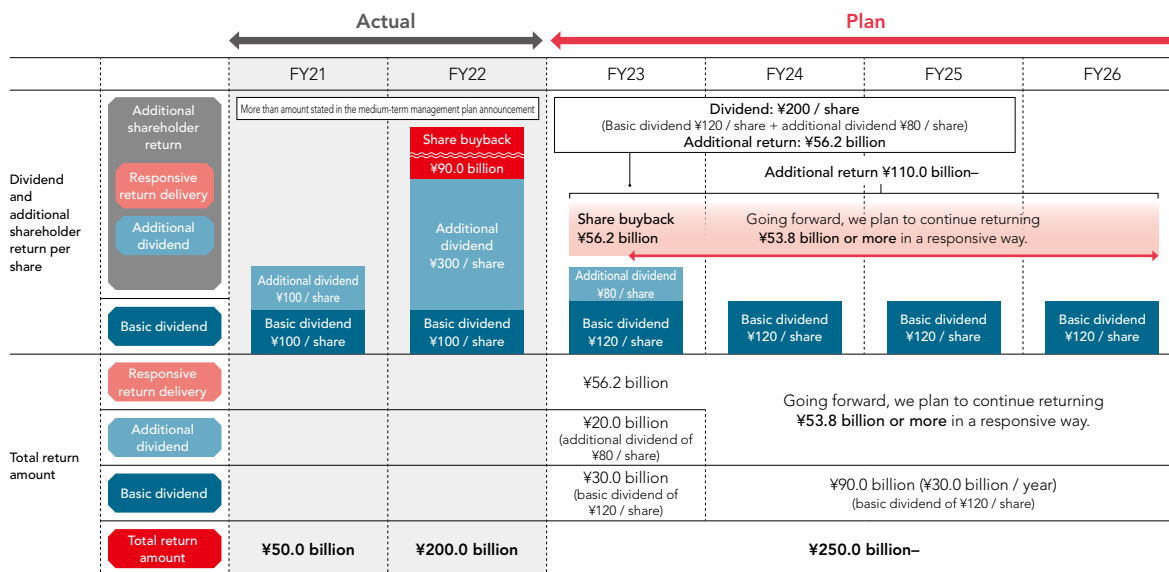 Actual
Plan
FY21
FY22
FY23
FY24
FY25
FY26
Dividend
and
additional
shareholder
return per
share
Additional
shareholder
return
Responsive
return delivery
Additional
dividend
Basic dividend
More than amount stated in the medium-term management plan announcement
Additional dividend
¥100 / share
Basic dividend
¥100 / share
Share buyback
¥90.0 billion
Additional
dividend
¥300 / share
Basic dividend
¥100 / share
Dividend: ¥200 / share
(Basic dividend ¥120 / share + additional dividend ¥80 / share)
Additional return: ¥56.2 billion
Additional return ¥110.0 billion–
Share buyback
¥56.2 billion
Going forward, we plan to continue returning
¥53.8 billion or more in a responsive way.
Additional dividend
¥80 / share
Basic dividend
¥120 / share
Basic dividend
¥120 / share
Basic dividend
¥120 / share
Basic dividend
¥120 / share
Total return
amount
Responsive
return delivery
¥56.2 billion
Going forward, we plan to continue returning
¥53.8 billion or more in a responsive way.
Additional
dividend
¥20.0 billion
(additional dividend of
¥80 / share)
Basic dividend
¥30.0 billion
(basic dividend of
¥120 / share)
¥90.0 billion (¥30.0 billion / year)
(basic dividend of ¥120 / share)
Total return
amount
¥50.0 billion
¥200.0 billion
¥250.0 billion–